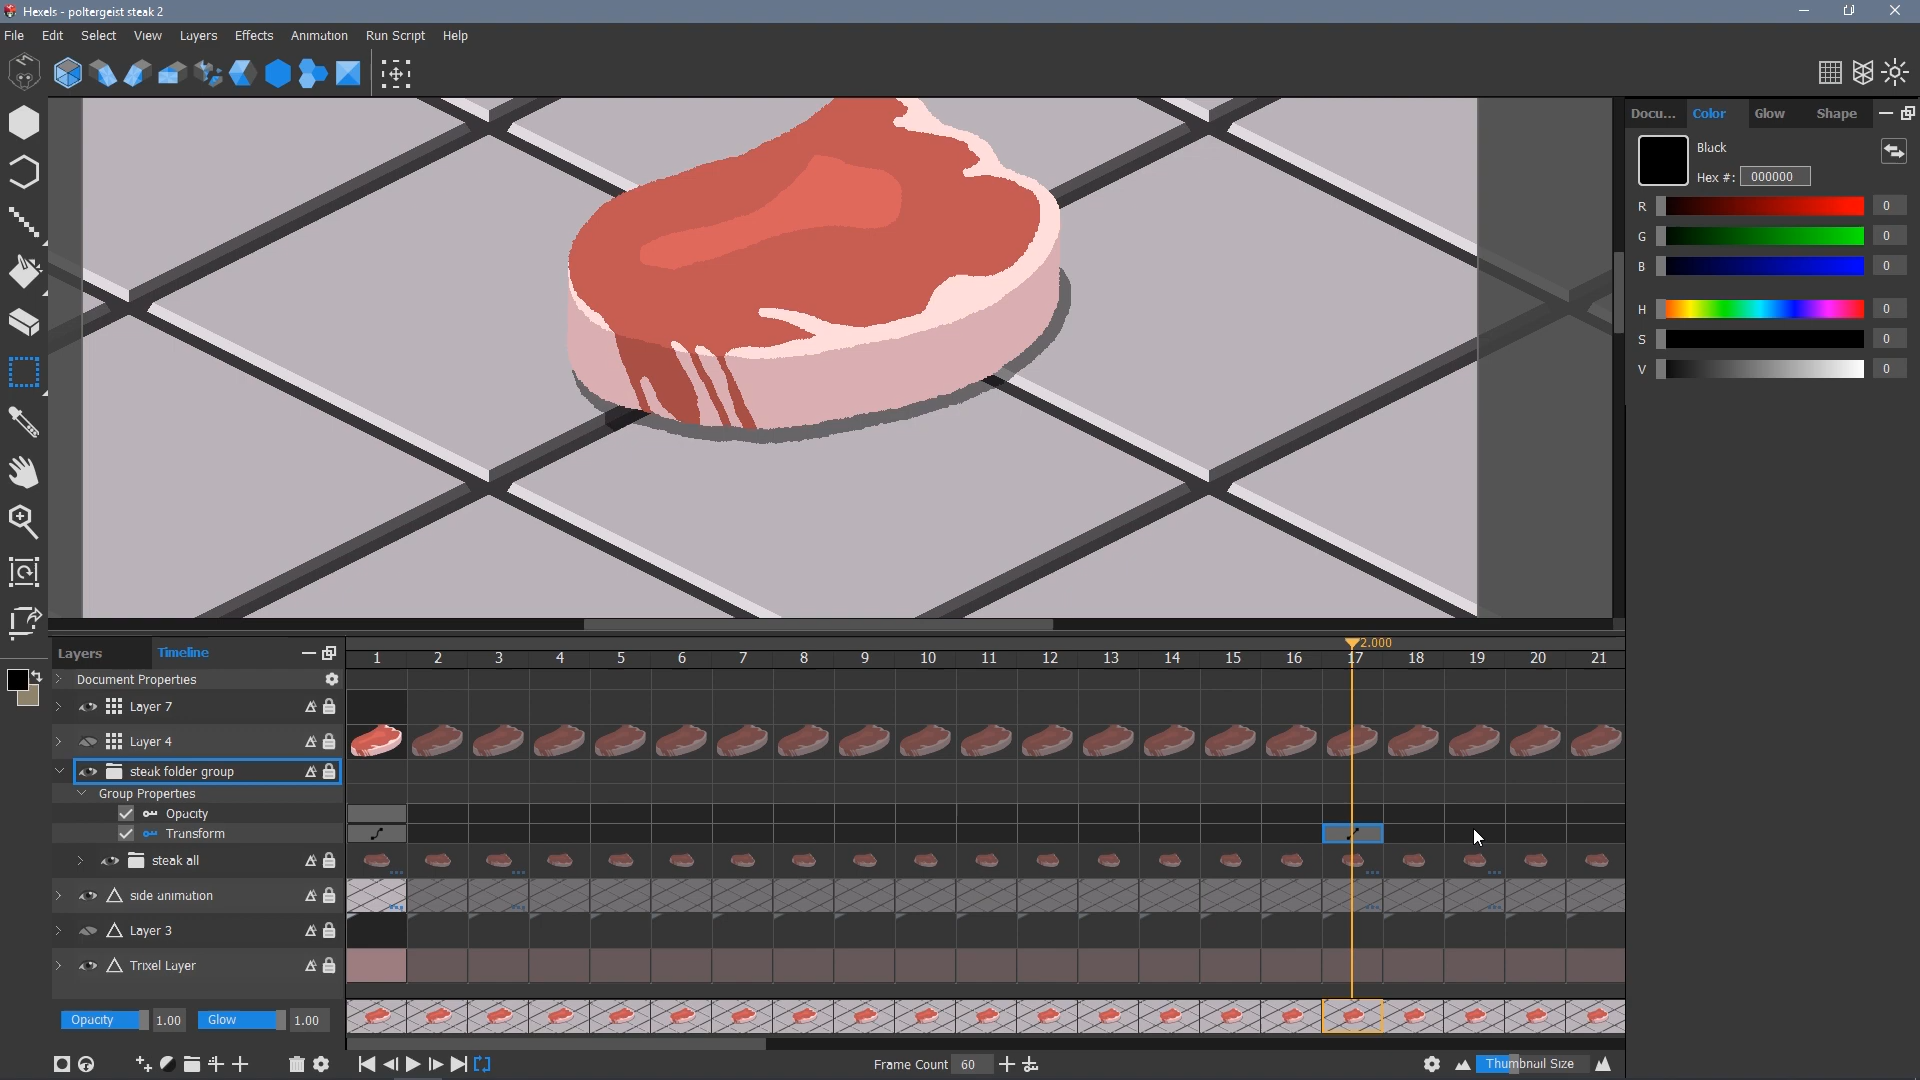 Hexels - poltergeist steak 2
File Edit Select View Layers Effects Animation Run Script Help
Docu... Color Glow Shape
Black
Hex #: 000000
R 0
G 0
B 0
H 0
S 0
V 0
Layers Timeline
2.000
1 2 3 4 5 6 7 8 9 10 11 12 13 14 15 16 17 18 19 20 21
Document Properties
Layer 7
Layer 4
steak folder group
Group Properties
Opacity
Transform
steak all
side animation
Layer 3
Trixel Layer
Opacity 1.00 Glow 1.00
Frame Count 60 Thumbnail Size